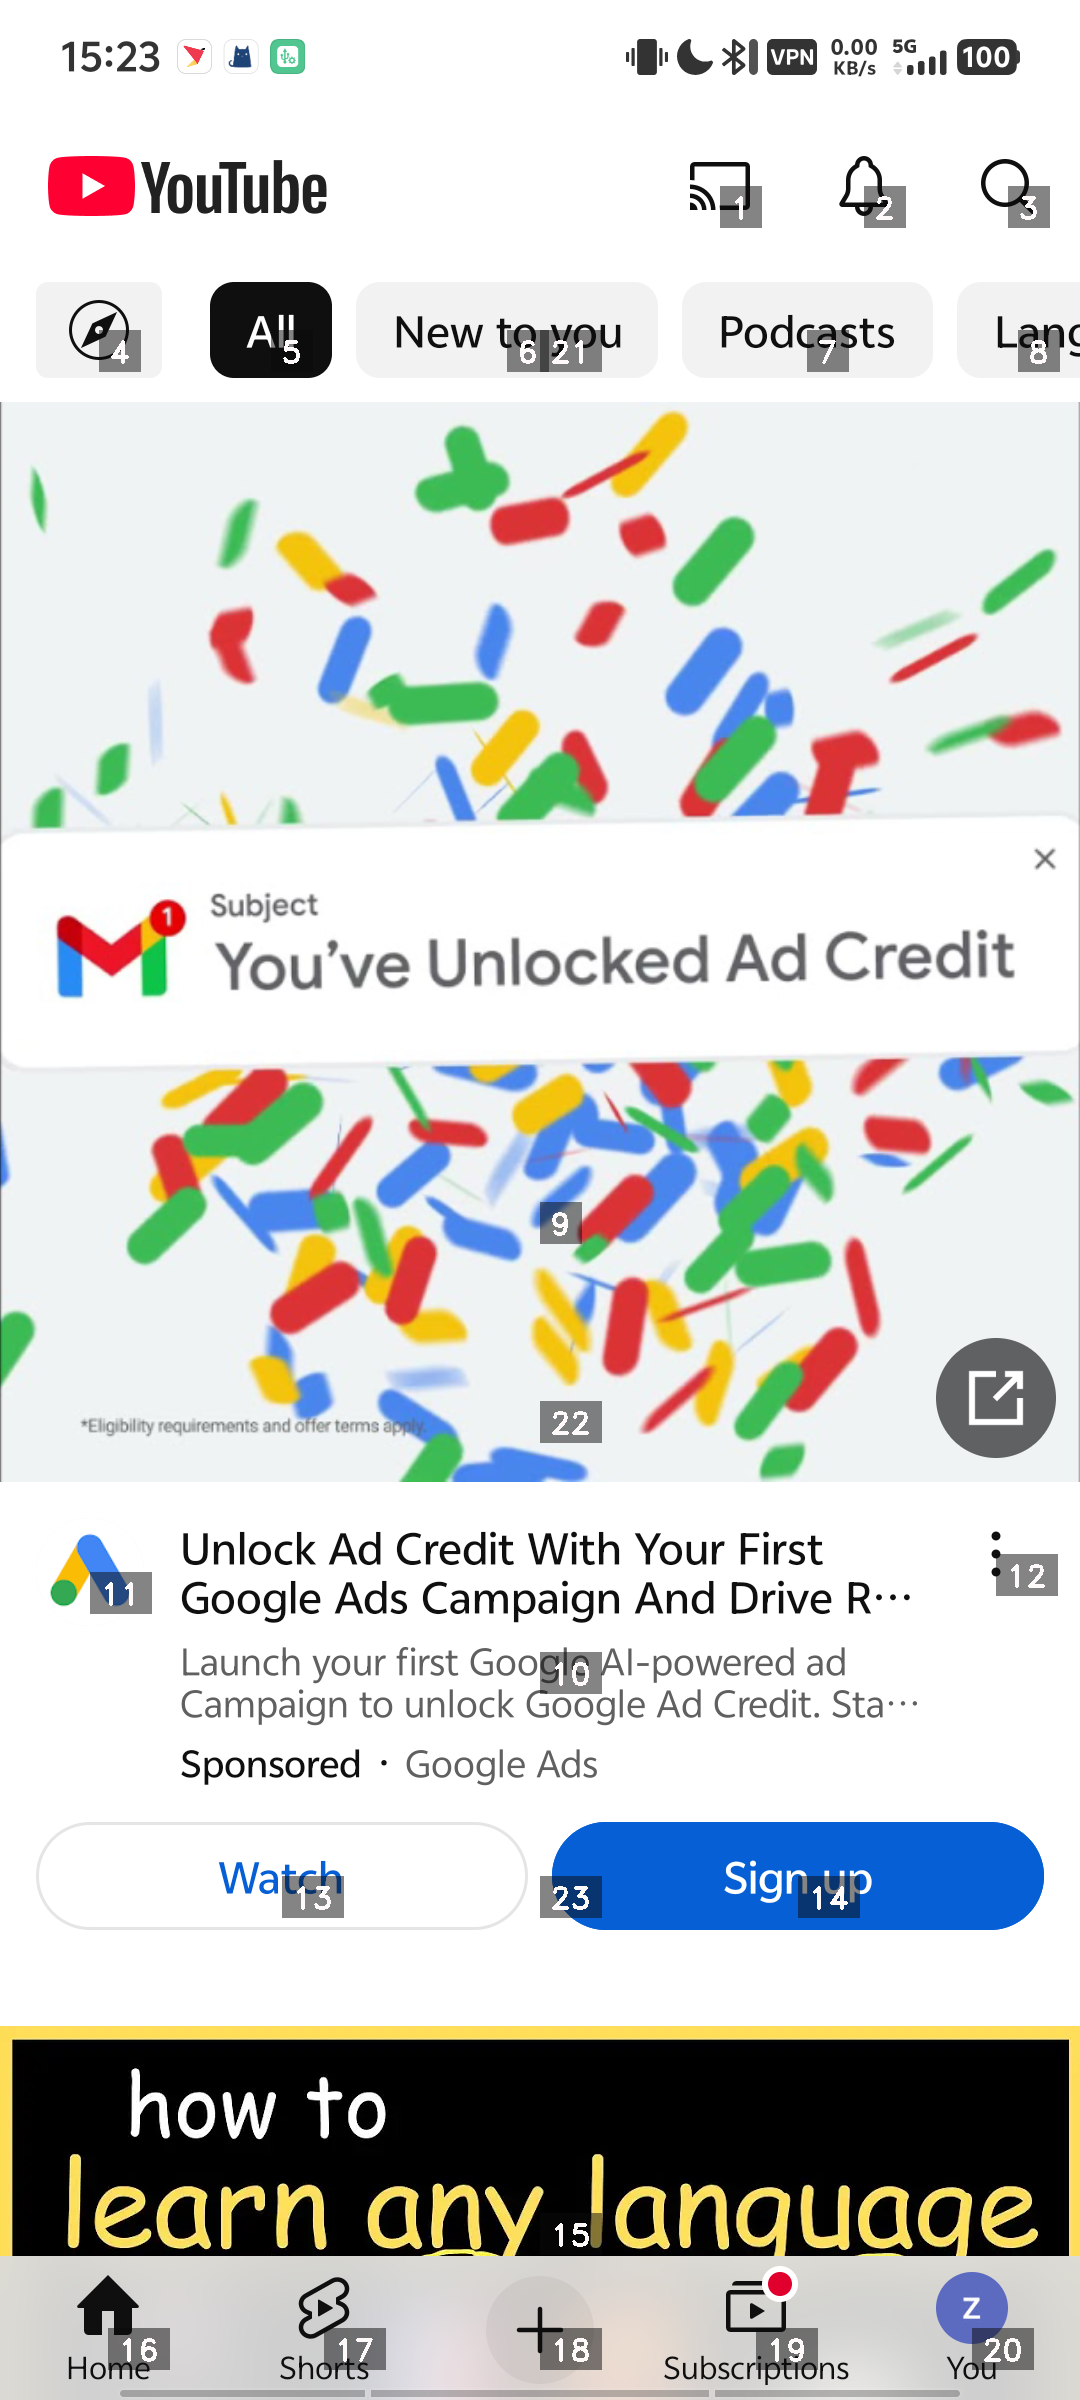 15:23
VPN
0.00
KB/s
5G
100
YouTube
1
2
3
4
All
5
New to you
6 21
Podcasts
7
Lang
8
1
Subject
You've Unlocked Ad Credit
9
*Eligibility requirements and offer terms apply.
22
11
Unlock Ad Credit With Your First
Google Ads Campaign And Drive R…
12
Launch your first Google AI-powered ad
10
Campaign to unlock Google Ad Credit. Sta…
Sponsored · Google Ads
Watch
13
23
Sign up
14
how to
learn any language
15
16
17
18
19
Z
20
Home
Shorts
Subscriptions
You